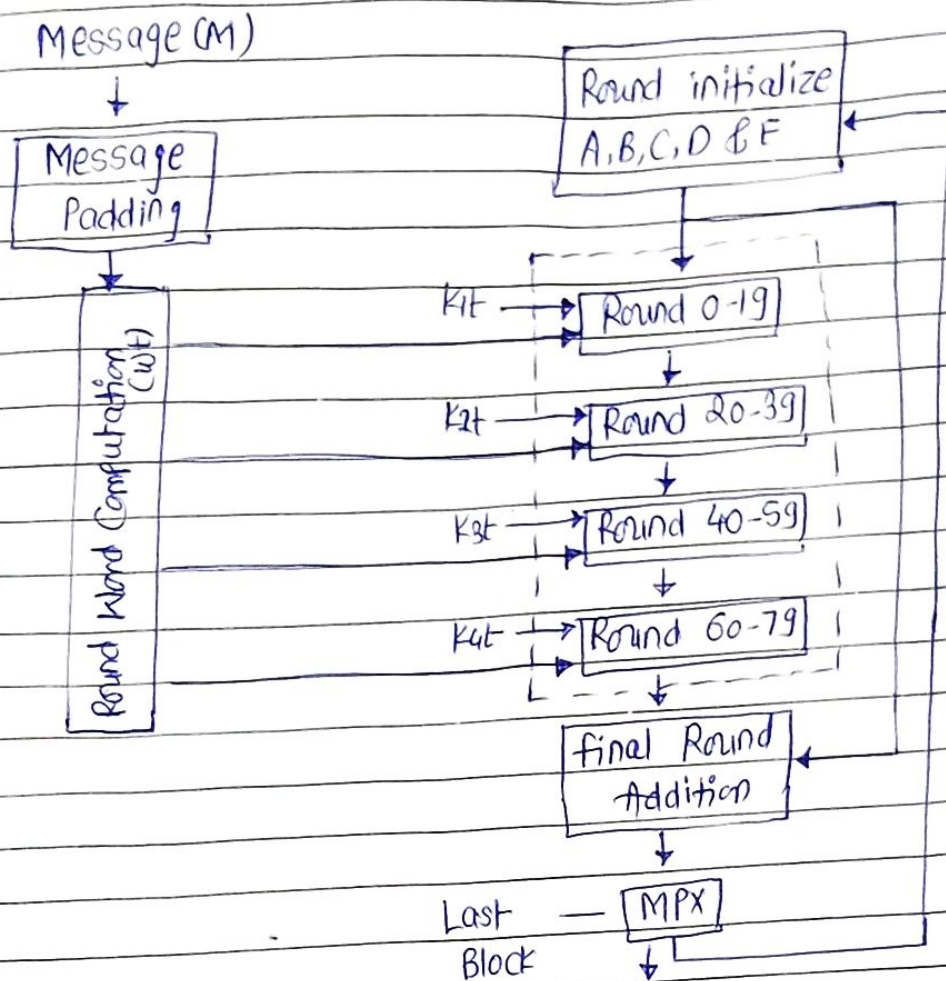 Message (M)
Message
Padding
Round Word Computation
(Wt)
Round initialize
A, B, C, D & E
K1t
Round 0-19
K2t
Round 20-39
K3t
Round 40-59
K4t
Round 60-79
final Round
Addition
Last
Block
MPX